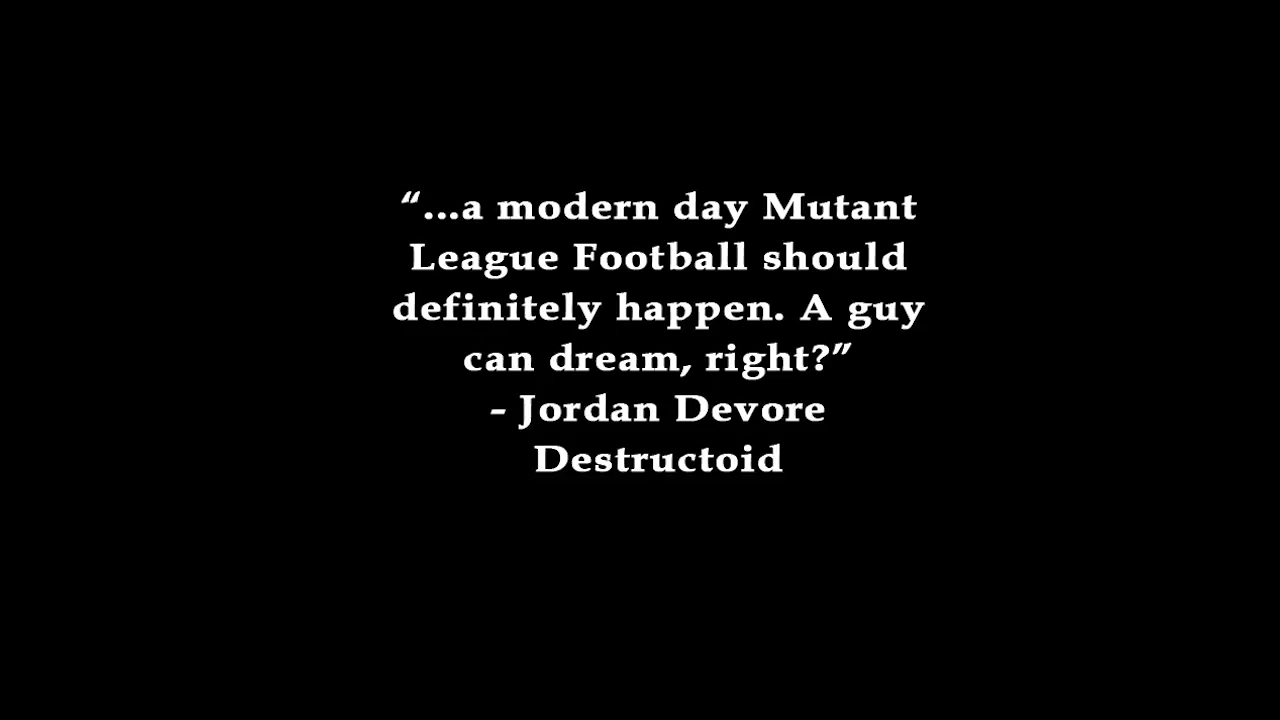 “...a modern day Mutant
League Football should
definitely happen. A guy
can dream, right?”
- Jordan Devore
Destructoid